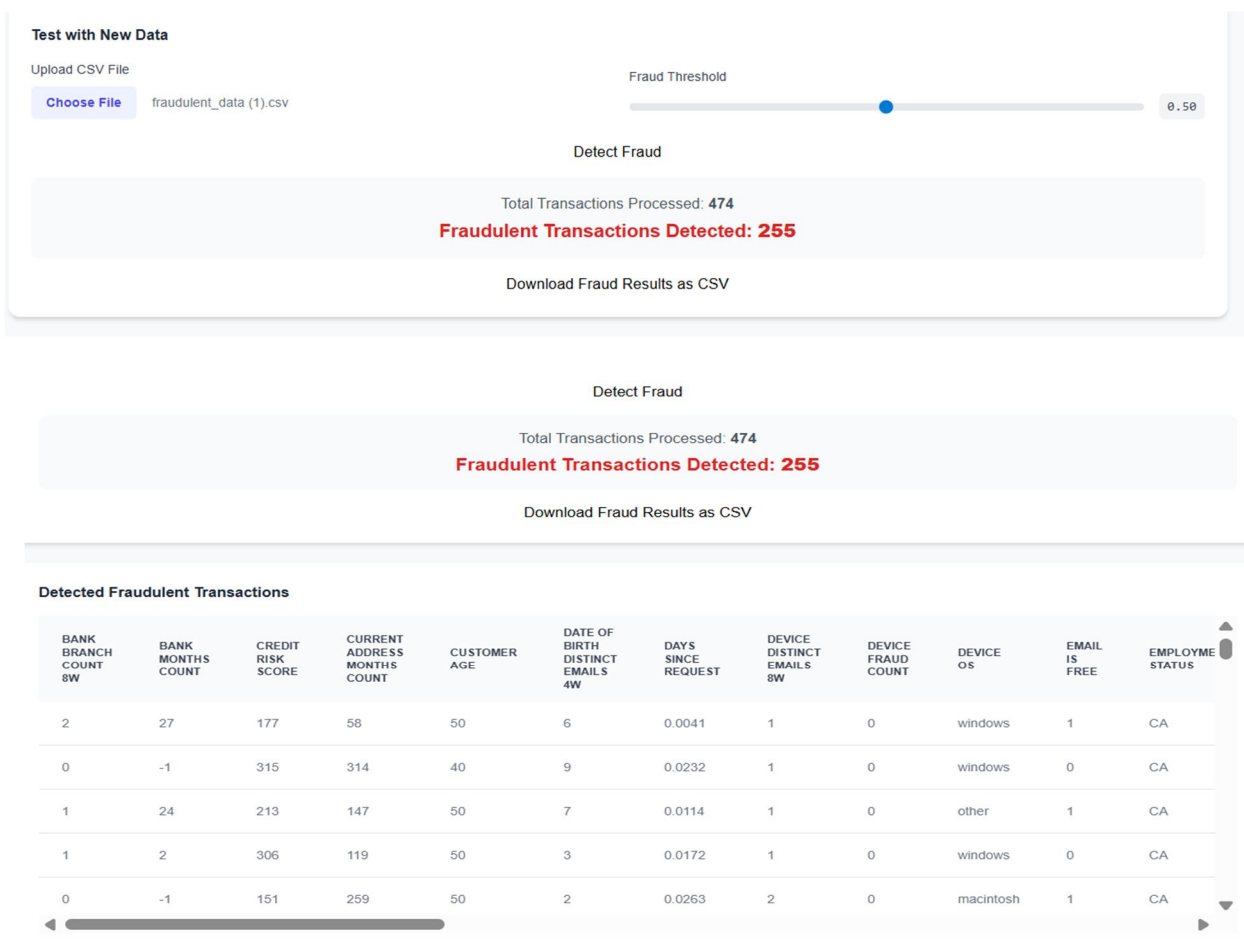 Test with New Data
Upload CSV File
Fraud Threshold
Choose File fraudulent_data (1).csv
0.50
Detect Fraud
Total Transactions Processed: 474
Fraudulent Transactions Detected: 255
Download Fraud Results as CSV
Detect Fraud
Total Transactions Processed: 474
Fraudulent Transactions Detected: 255
Download Fraud Results as CSV
Detected Fraudulent Transactions
BANK BRANCH COUNT 8W BANK MONTHS COUNT CREDIT RISK SCORE CURRENT ADDRESS MONTHS COUNT CUSTOMER AGE DATE OF BIRTH DISTINCT EMAILS 4W DAYS SINCE REQUEST DEVICE DISTINCT EMAILS 8W DEVICE FRAUD COUNT DEVICE OS EMAIL IS FREE EMPLOYME STATUS
2 27 177 58 50 6 0.0041 1 0 windows 1 CA
0 -1 315 314 40 9 0.0232 1 0 windows 0 CA
1 24 213 147 50 7 0.0114 1 0 other 1 CA
1 2 306 119 50 3 0.0172 1 0 windows 0 CA
0 -1 151 259 50 2 0.0263 2 0 macintosh 1 CA